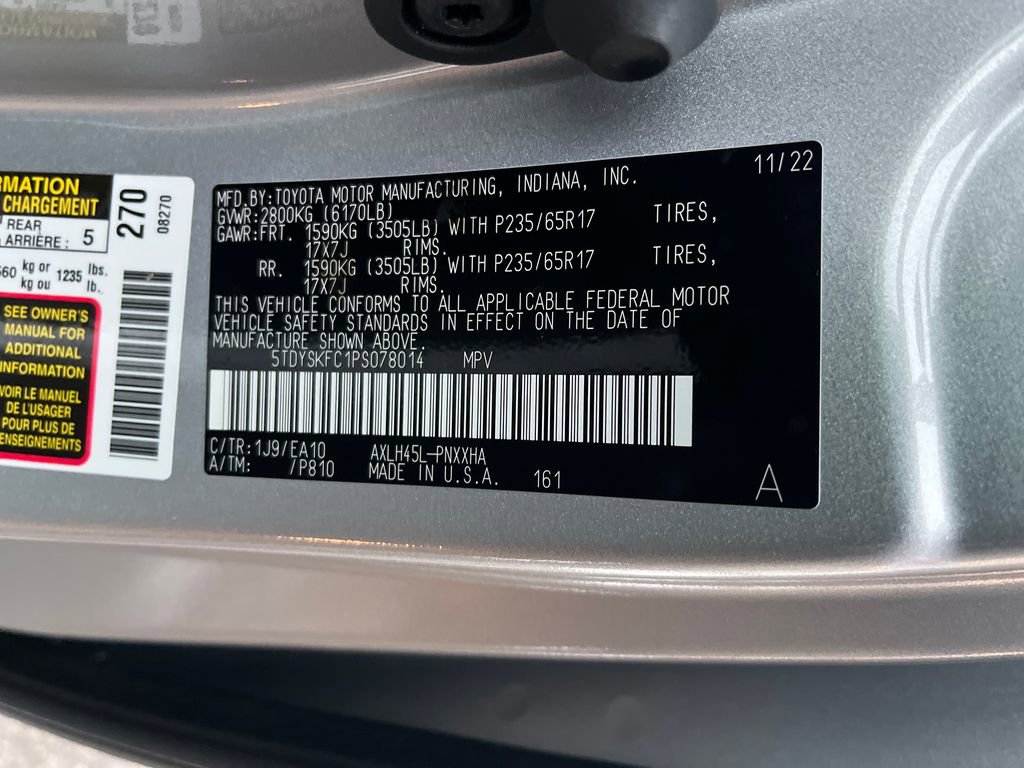 RMATION
CHARGEMENT
REAR
ARRIÈRE : 5
560 kg or 1235 lbs.
kg ou lb.
SEE OWNER'S
MANUAL FOR
ADDITIONAL
INFORMATION
VOIR LE MANUEL
DE L'USAGER
POUR PLUS DE
RENSEIGNEMENTS
270
08270
11/22
MFD.BY:TOYOTA MOTOR MANUFACTURING, INDIANA, INC.
GVWR:2800KG (6170LB)
GAWR:FRT. 1590KG (3505LB) WITH P235/65R17 TIRES,
17X7J RIMS.
RR. 1590KG (3505LB) WITH P235/65R17 TIRES,
17X7J RIMS.
THIS VEHICLE CONFORMS TO ALL APPLICABLE FEDERAL MOTOR
VEHICLE SAFETY STANDARDS IN EFFECT ON THE DATE OF
MANUFACTURE SHOWN ABOVE.
5TDYSKFC1PS078014 MPV
C/TR:1J9/EA10 AXLH45L-PNXXHA
A/TM: /P810 MADE IN U.S.A. 161
A